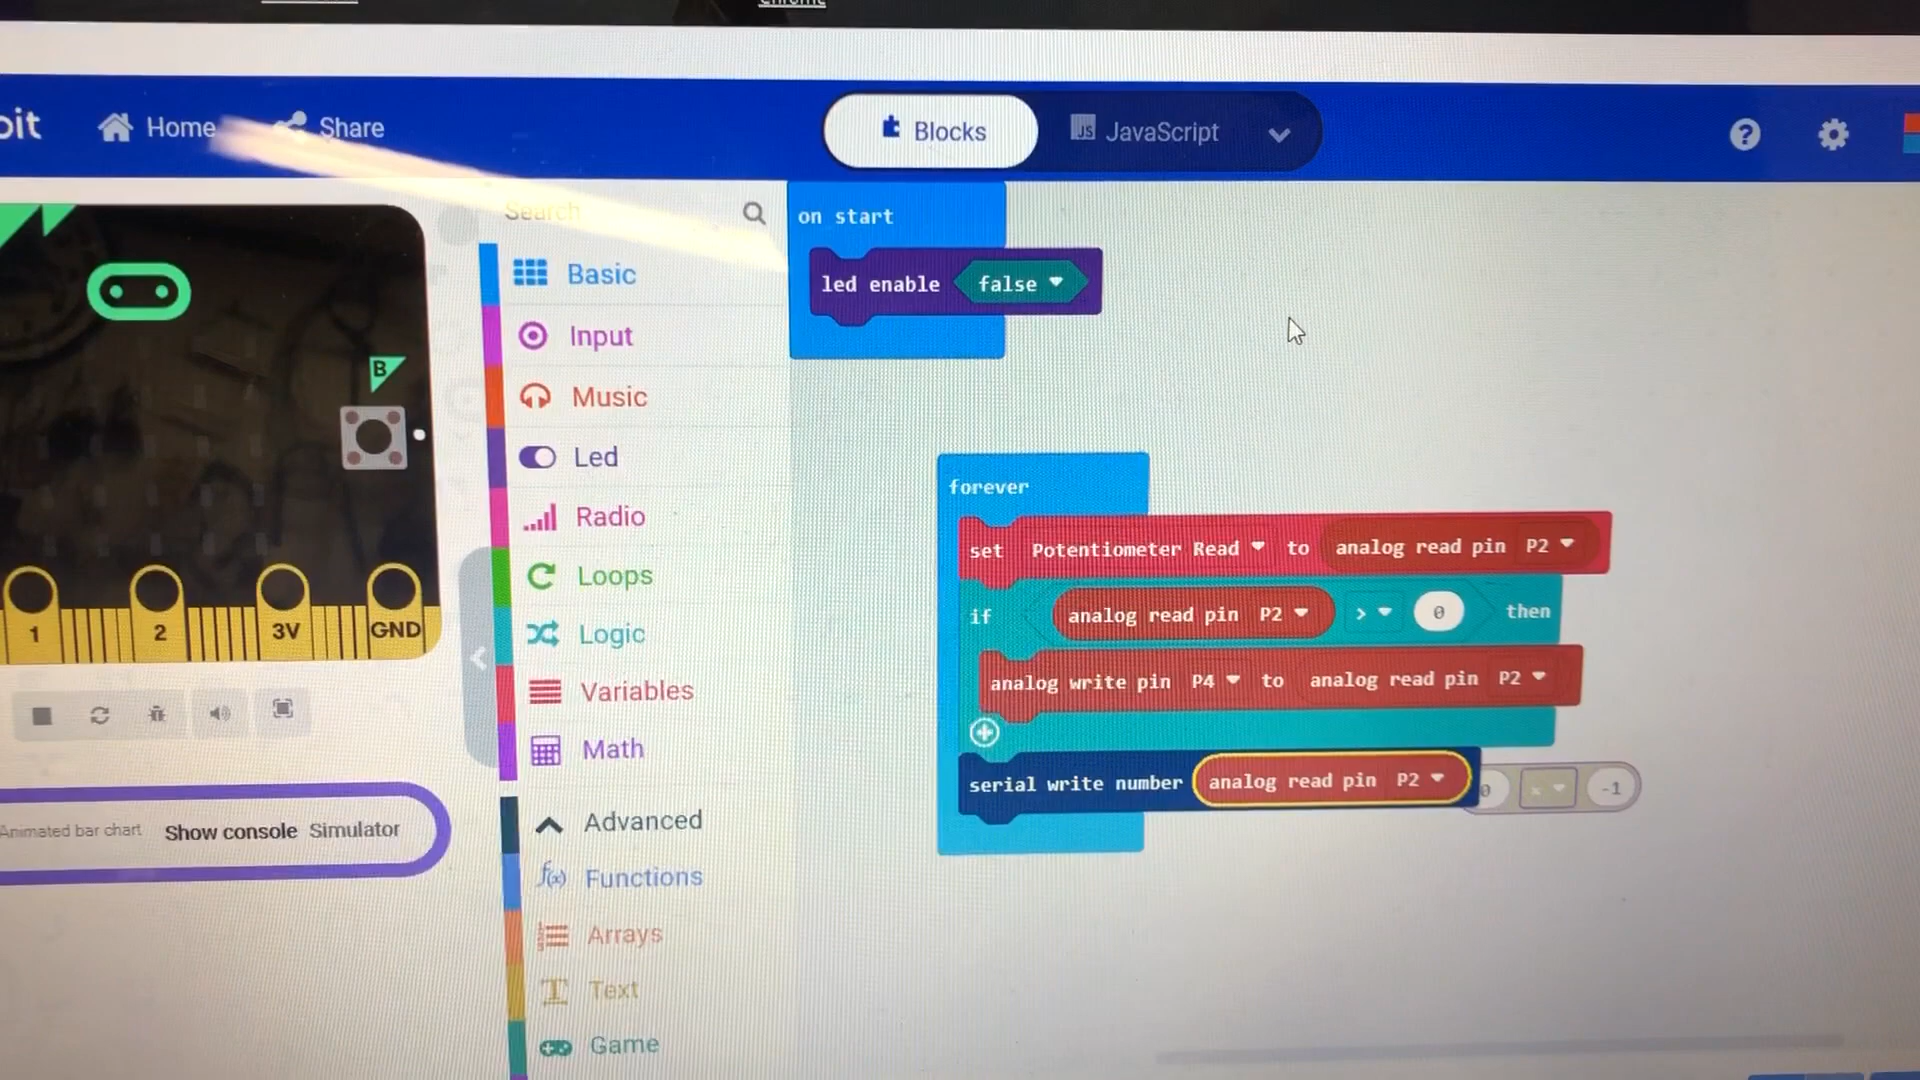 bit
Home
Share
Blocks
JS JavaScript
Search
Basic
Input
Music
Led
Radio
Loops
Logic
Variables
Math
Advanced
f(x) Functions
Arrays
T Text
Game
B
1
2
3V
GND
Animated bar chart
Show console Simulator
on start
led enable false
forever
set Potentiometer Read to analog read pin P2
if analog read pin P2 > 0 then
analog write pin P4 to analog read pin P2
serial write number analog read pin P2
0 × -1